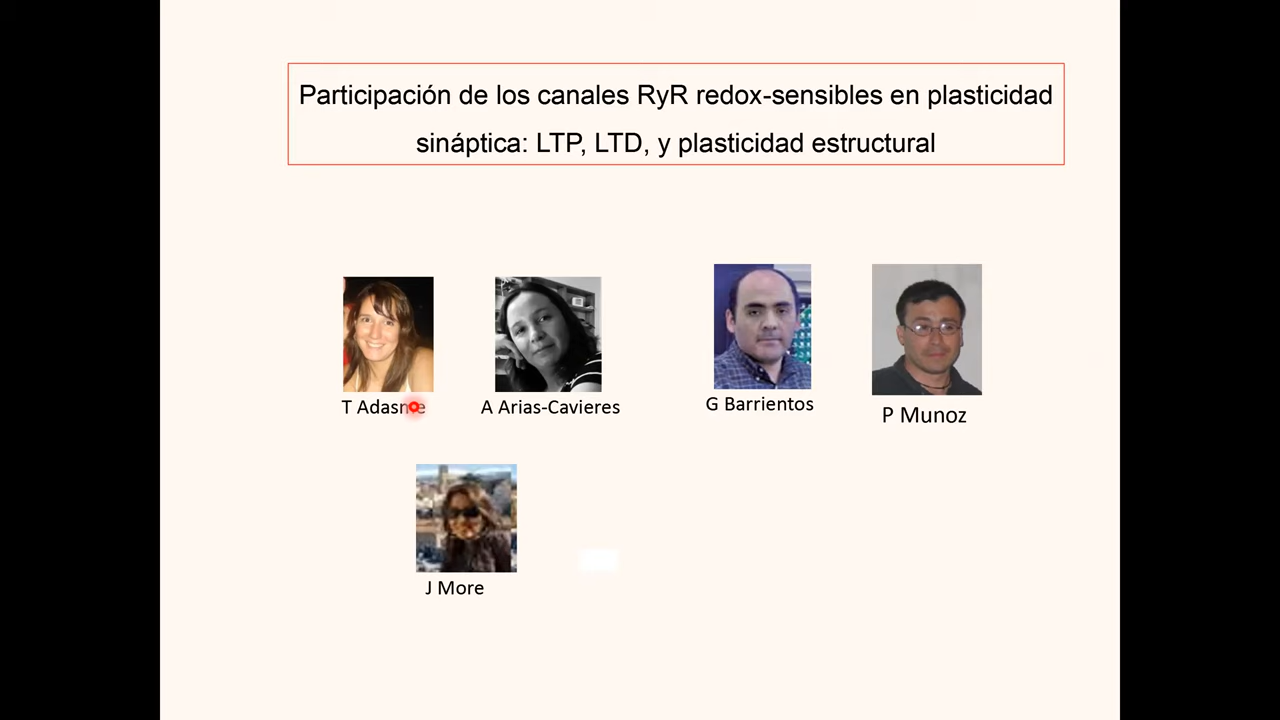 Participación de los canales RyR redox-sensibles en plasticidad
sináptica: LTP, LTD, y plasticidad estructural
T Adasme
A Arias-Cavieres
G Barrientos
P Munoz
J More